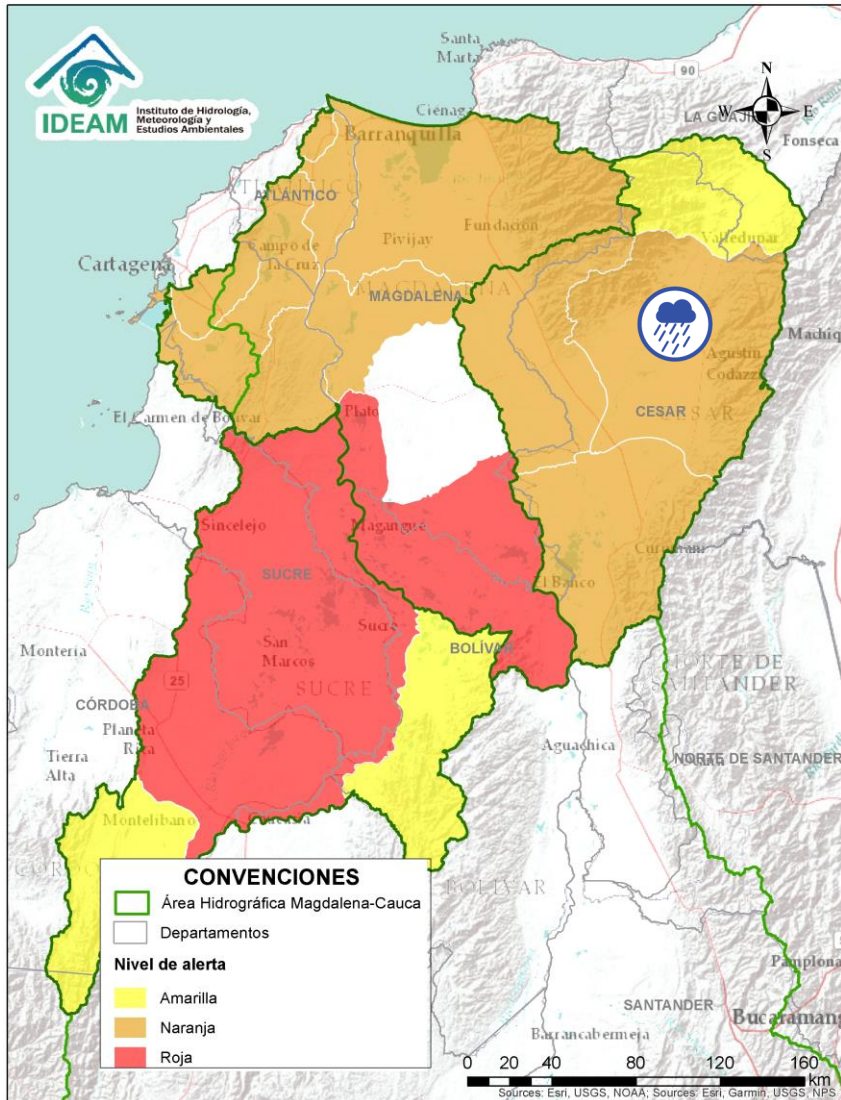 IDEAM
Instituto de Hidrología,
Meteorología y
Estudios Ambientales
Santa
Marta
90
N
W
E
S
LA GUAJIRA
Fonseca
Ciénaga
Barranquilla
ATLÁNTICO
Fundación
Pivijay
Campo de
la Cruz
Valledupar
Cartagena
MAGDALENA
MAGDALENA
Agustín
Codazzi
Machiq
CESAR
El Carmen de Bolívar
Plato
Sincelejo
Magangué
SUCRE
El Banco
Sucre
San
Marcos
BOLÍVAR
Montería
25
SUCRE
NORTE DE
SANTANDER
CÓRDOBA
Planeta
Rica
Tierra
Alta
Aguachica
NORTE DE SANTANDER
Montelíbano
BOLÍVAR
CONVENCIONES
Área Hidrográfica Magdalena-Cauca
Departamentos
Nivel de alerta
Amarilla
Naranja
Roja
Pamplona
SANTANDER
Bucaramang
Barrancabermeja
0 20 40 80 120 160
km
Sources: Esri, USGS, NOAA; Sources: Esri, Garmin, USGS, NPS